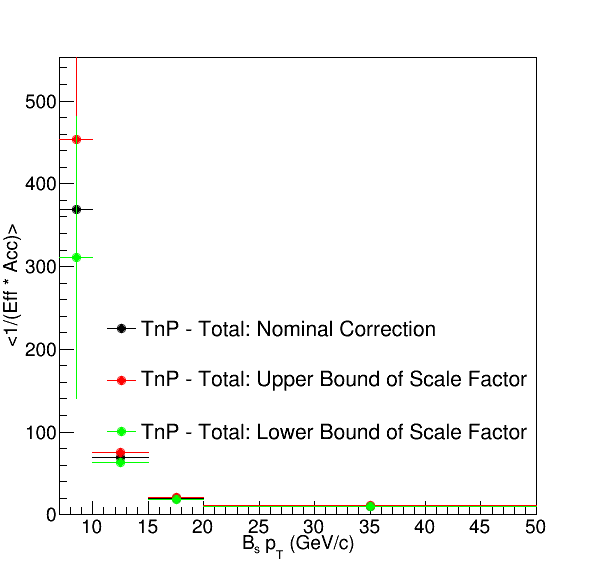 <1/(Eff * Acc)>
500
400
300
200
100
0
TnP - Total: Nominal Correction
TnP - Total: Upper Bound of Scale Factor
TnP - Total: Lower Bound of Scale Factor
10 15 20 25 30 35 40 45 50
Bs pT (GeV/c)